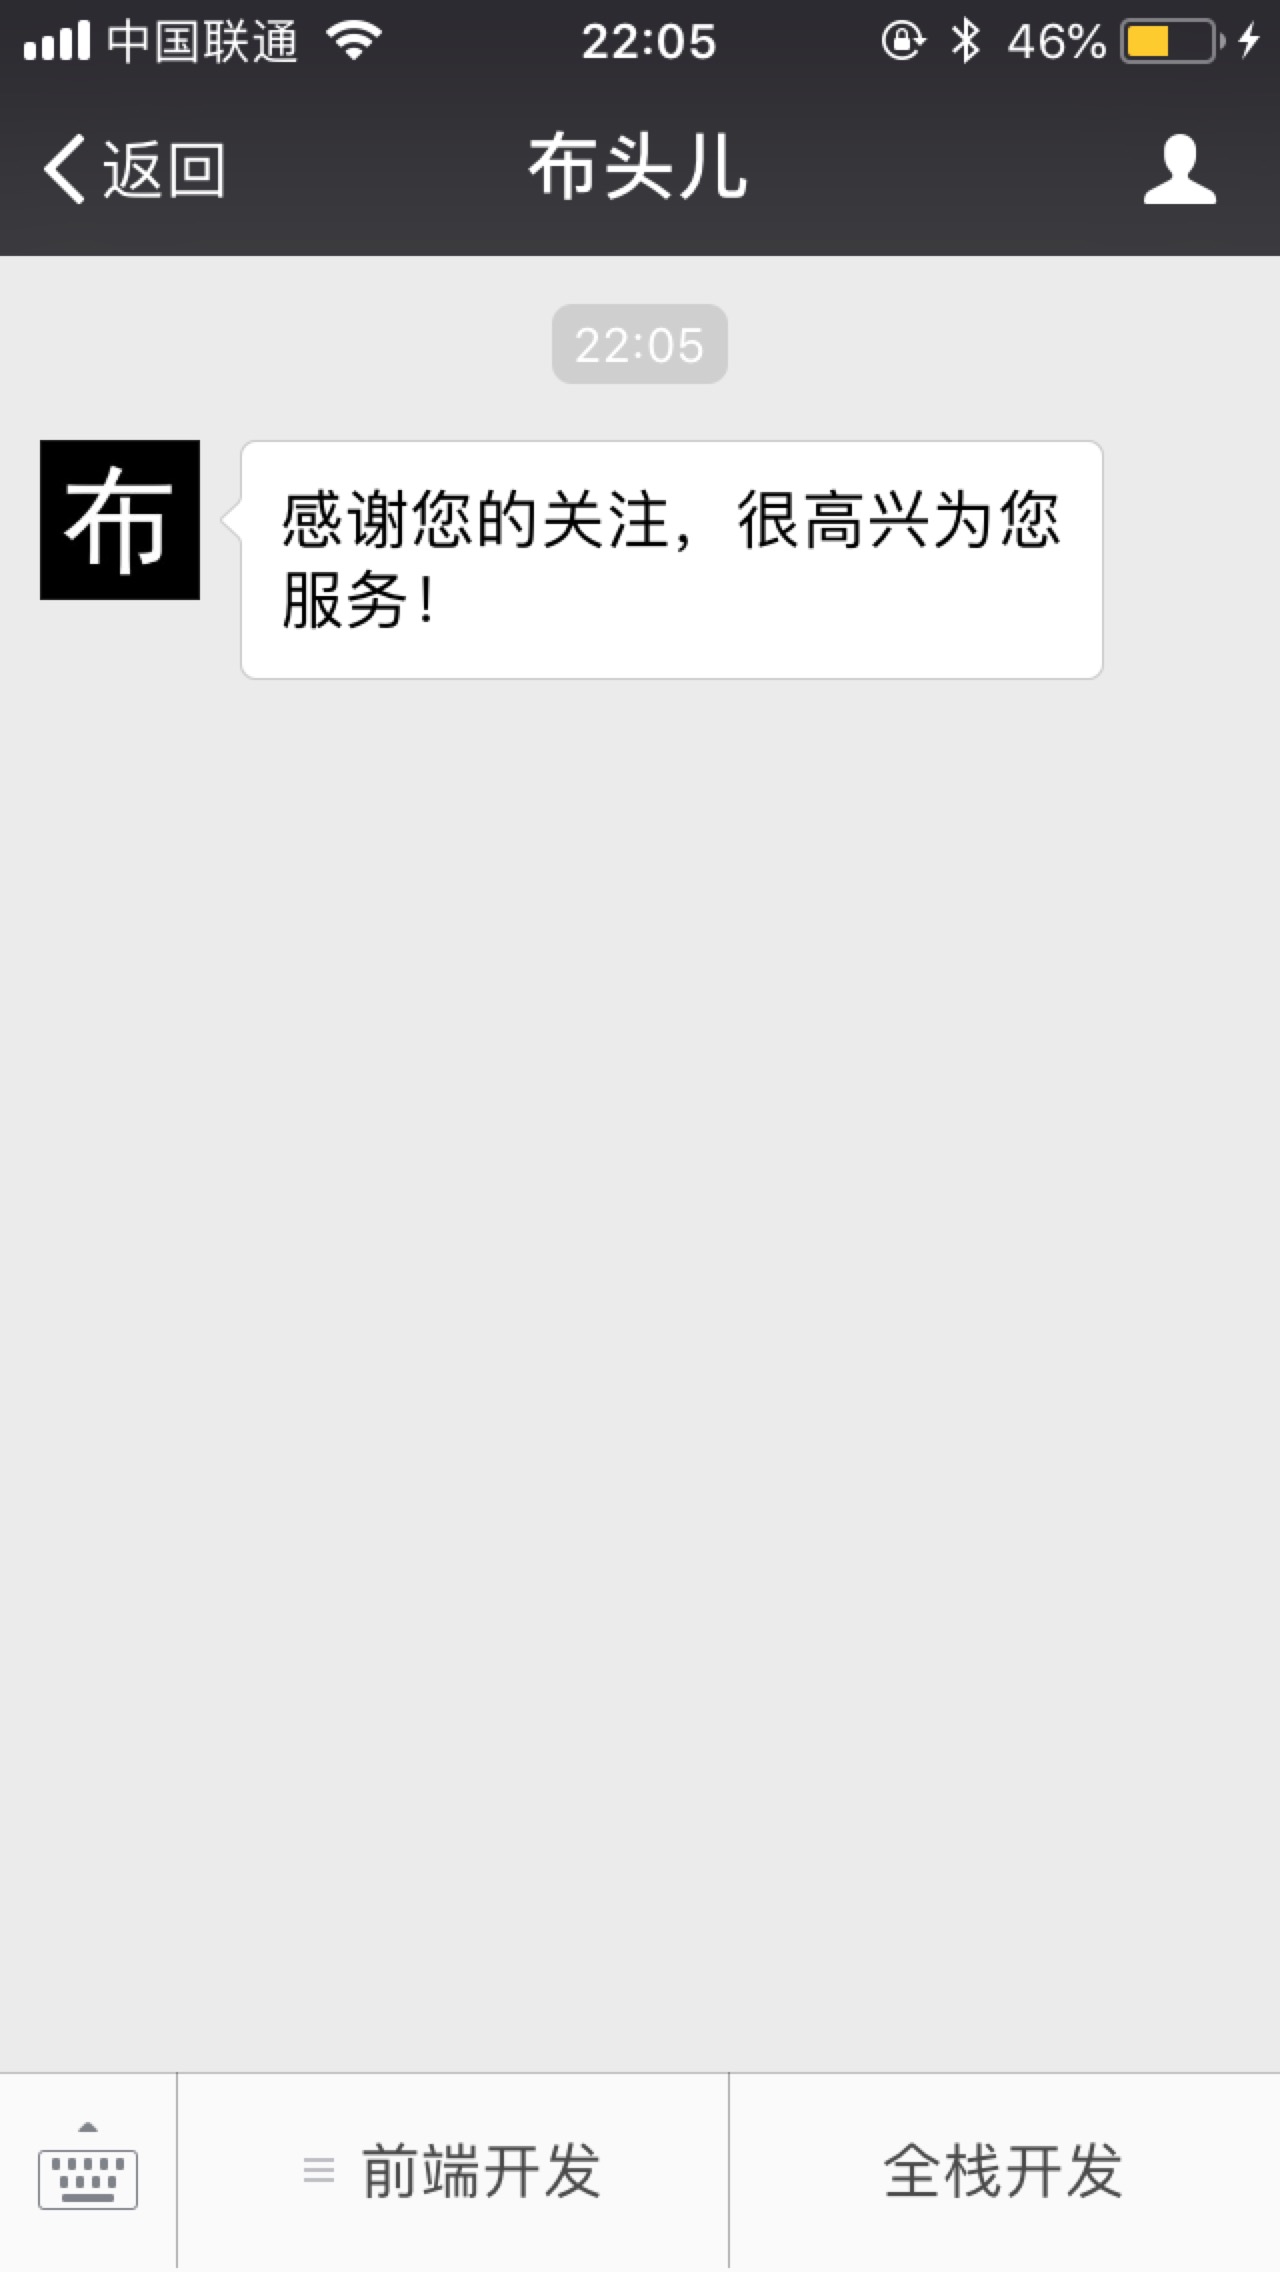 中国联通 22:05 46%
返回 布头儿
22:05
布
感谢您的关注，很高兴为您
服务！
前端开发 全栈开发